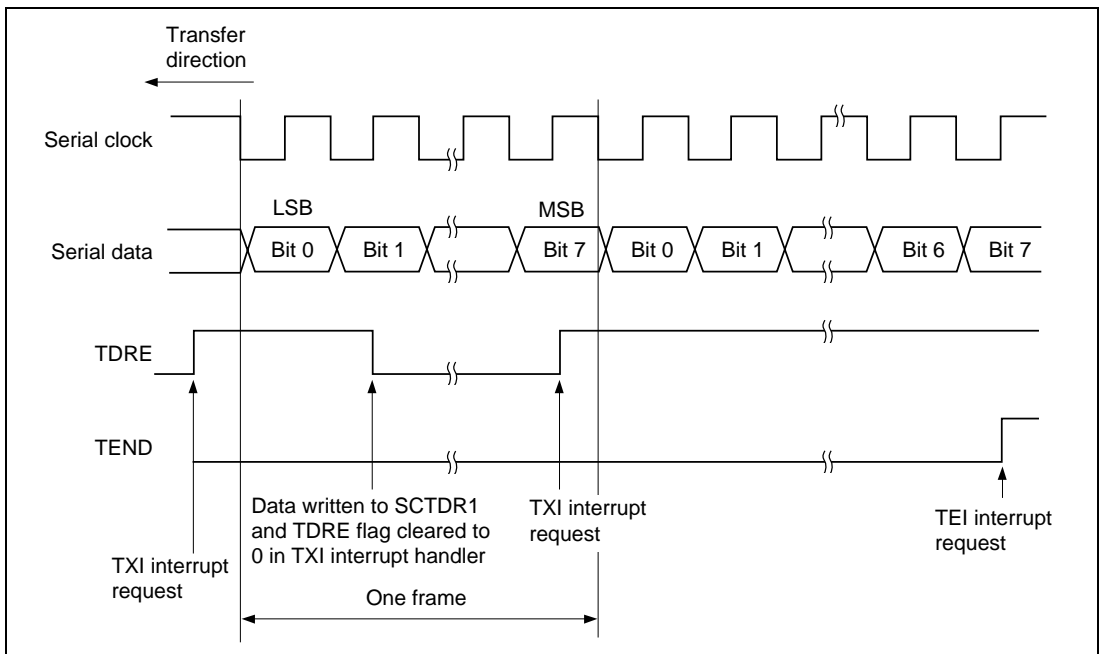 Transfer
direction
Serial clock
LSB
MSB
Serial data
Bit 0
Bit 1
Bit 7
Bit 0
Bit 1
Bit 6
Bit 7
TDRE
TEND
Data written to SCTDR1
and TDRE flag cleared to
0 in TXI interrupt handler
TXI interrupt
request
TEI interrupt
request
TXI interrupt
request
One frame